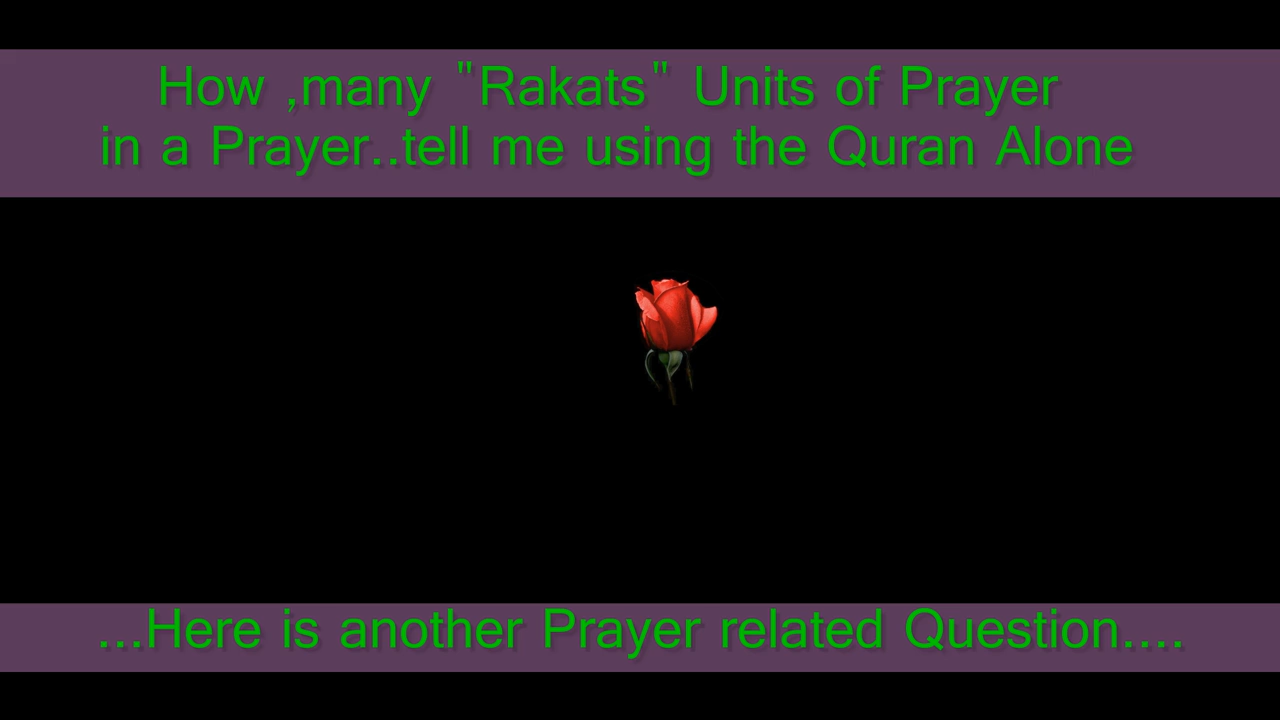 How ,many "Rakats" Units of Prayer
in a Prayer..tell me using the Quran Alone
...Here is another Prayer related Question....